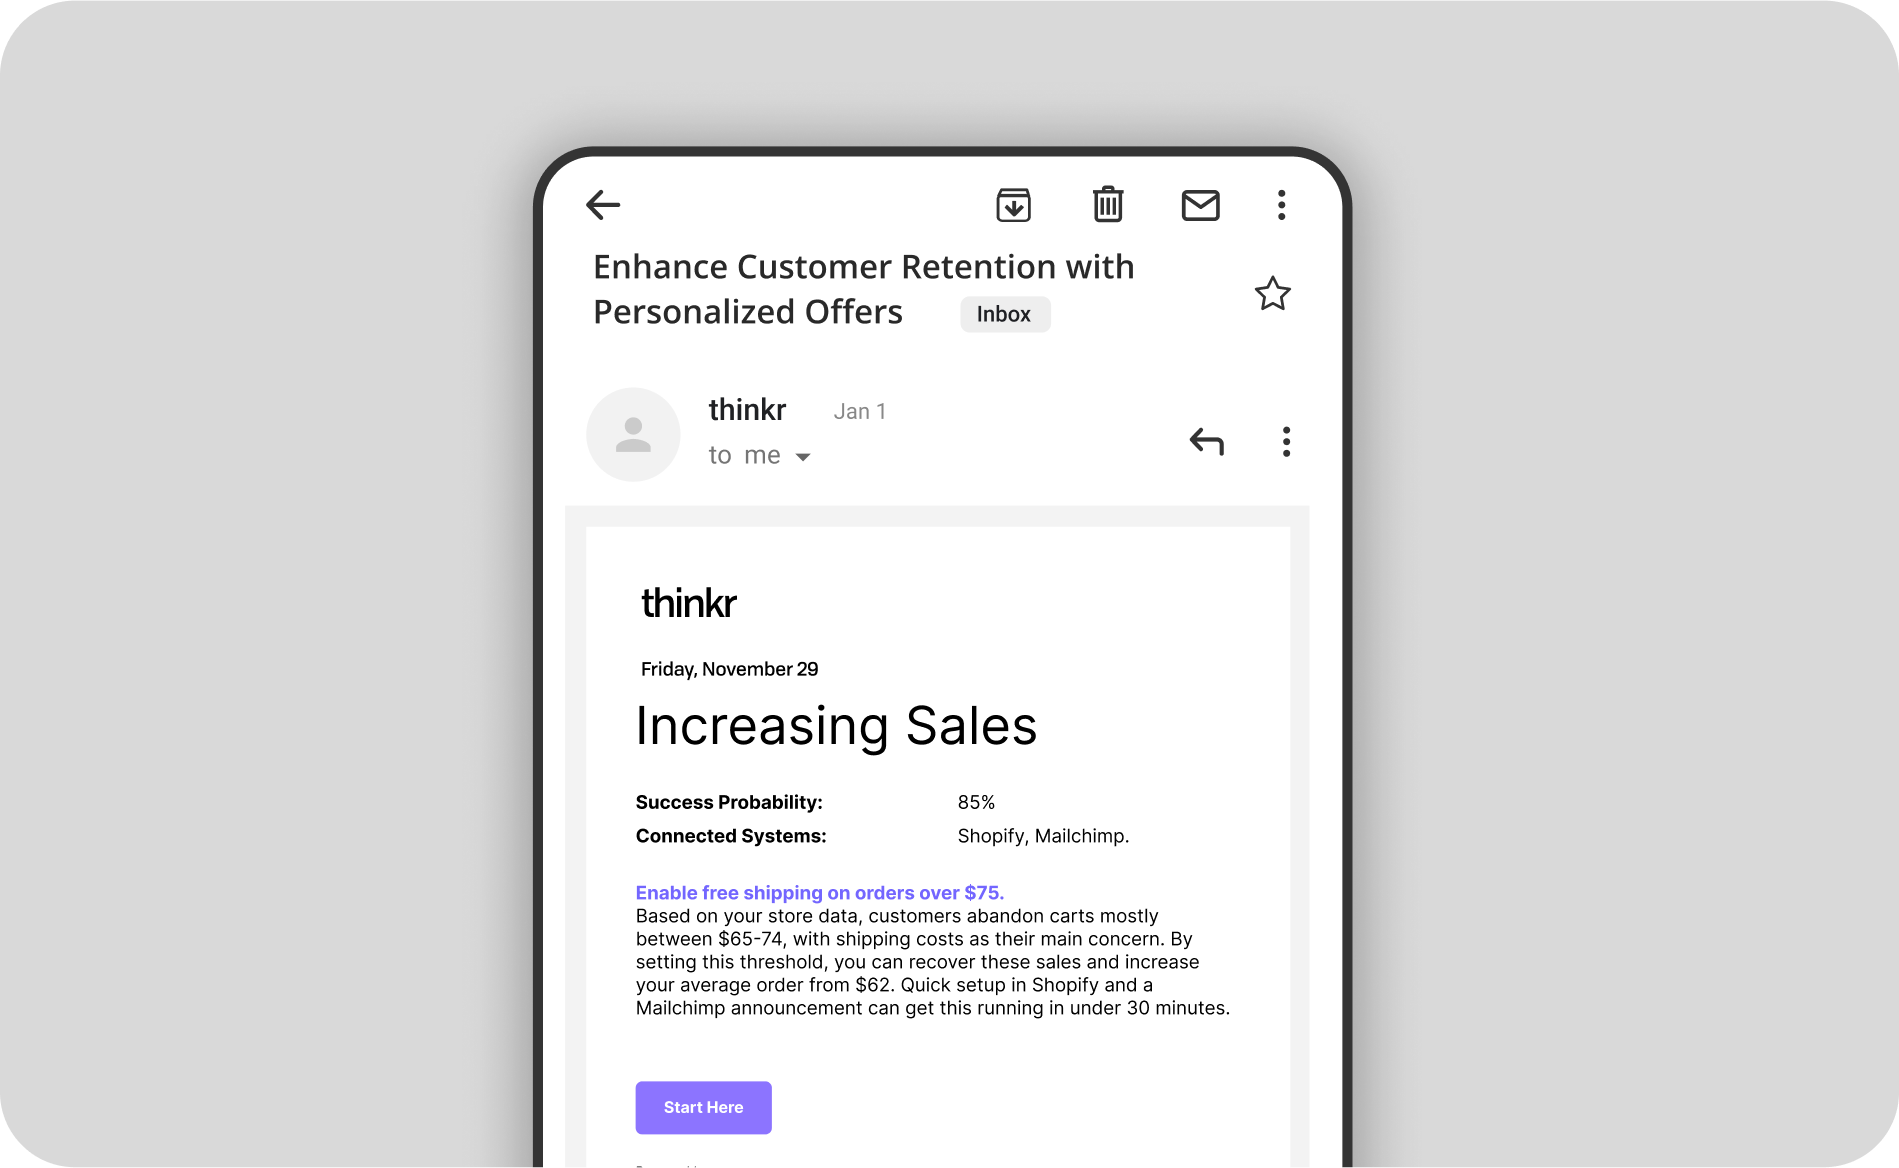 Enhance Customer Retention with
Personalized Offers Inbox
thinkr Jan 1
to me
thinkr
Friday, November 29
Increasing Sales
Success Probability: 85%
Connected Systems: Shopify, Mailchimp.
Enable free shipping on orders over $75.
Based on your store data, customers abandon carts mostly
between $65-74, with shipping costs as their main concern. By
setting this threshold, you can recover these sales and increase
your average order from $62. Quick setup in Shopify and a
Mailchimp announcement can get this running in under 30 minutes.
Start Here